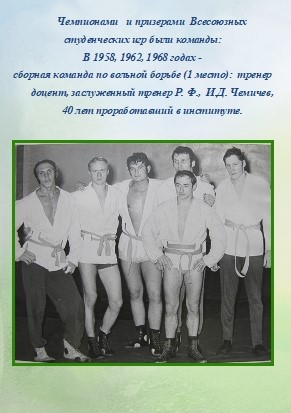 Чемпионами и призерами Всесоюзных
студенческих игр были команды:
В 1958, 1962, 1968 годах -
сборная команда по вольной борьбе (1 место): тренер
доцент, заслуженный тренер Р. Ф., И.Д. Чемичев,
40 лет проработавший в институте.